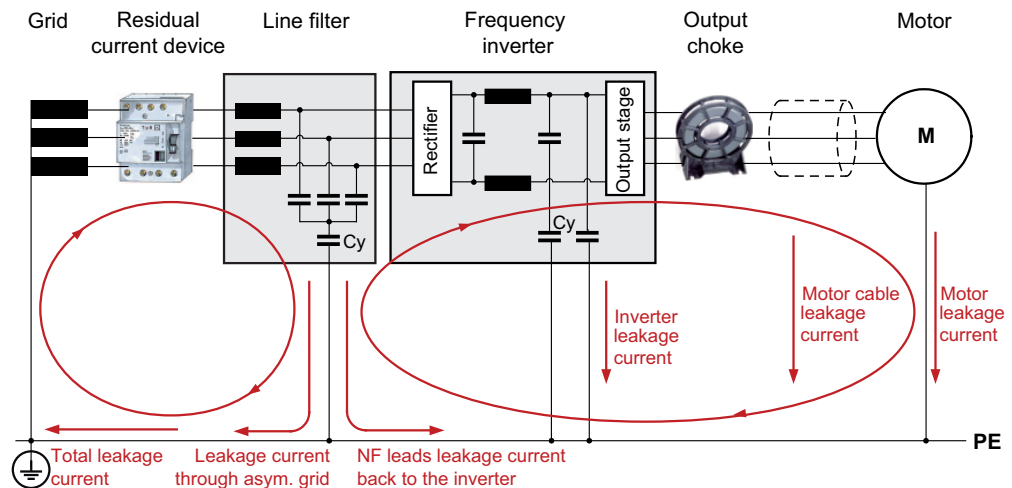 Grid
Residual
current device
Line filter
Frequency
inverter
Output
choke
Motor
Rectifier
Output stage
M
Cy
Cy
Inverter
leakage
current
Motor cable
leakage
current
Motor
leakage
current
PE
Total leakage
current
Leakage current
through asym. grid
NF leads leakage current
back to the inverter